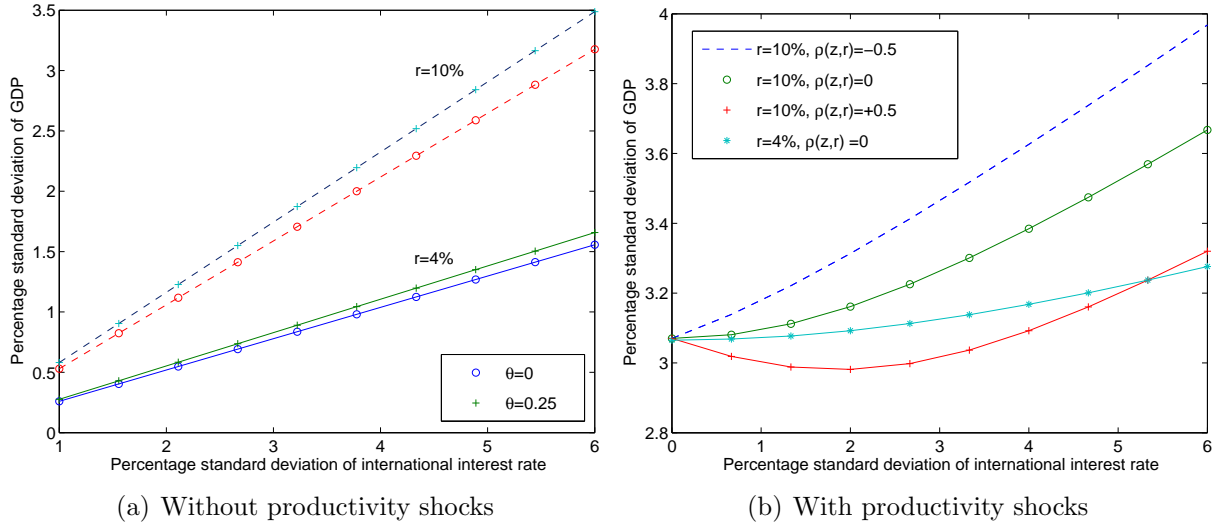 3.5
3
2.5
2
1.5
1
0.5
0
Percentage standard deviation of GDP
r=10%
r=4%
θ=0
θ=0.25
1 2 3 4 5 6
Percentage standard deviation of international interest rate
(a) Without productivity shocks
4
3.8
3.6
3.4
3.2
3
2.8
Percentage standard deviation of GDP
r=10%, ρ(z,r)=−0.5
r=10%, ρ(z,r)=0
r=10%, ρ(z,r)=+0.5
r=4%, ρ(z,r) =0
0 1 2 3 4 5 6
Percentage standard deviation of international interest rate
(b) With productivity shocks